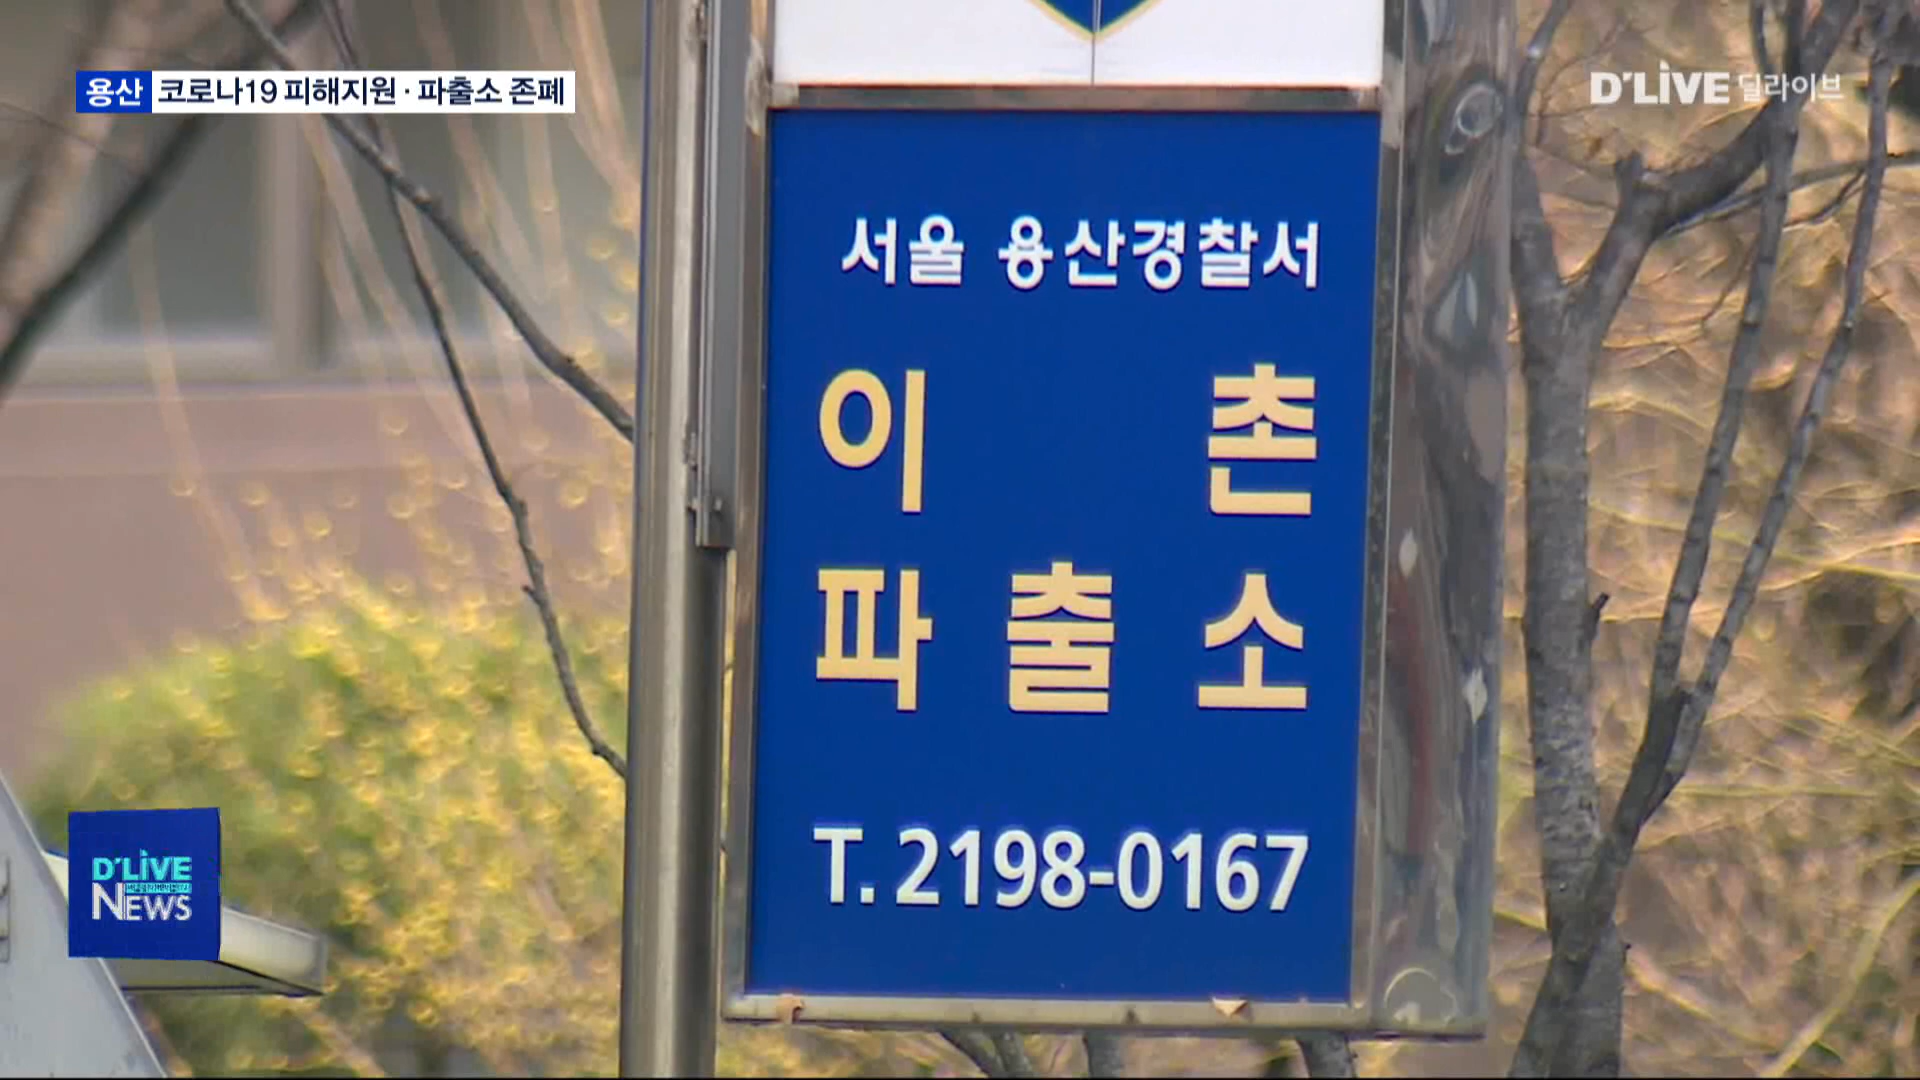 용산 코로나19 피해지원·파출소 존폐
D'LIVE 딜라이브
서울 용산경찰서
이촌
파출소
T. 2198-0167
D'LIVE
NEWS